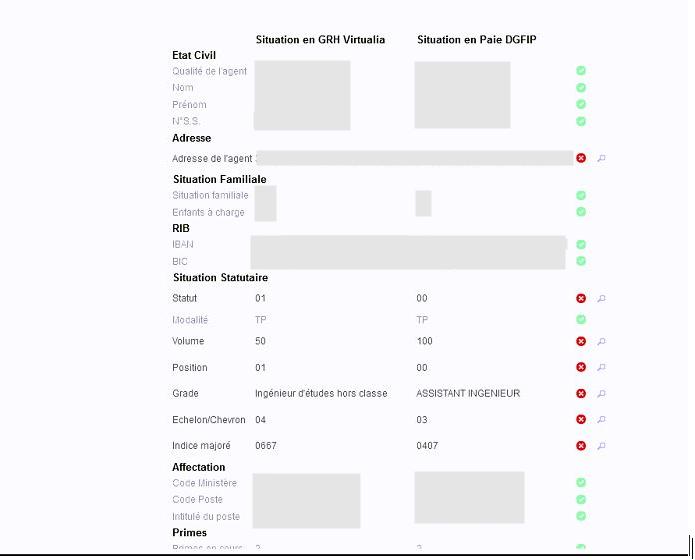 Situation en GRH Virtualia Situation en Paie DGFIP
Etat Civil
Qualité de l'agent
Nom
Prénom
N°S.S.
Adresse
Adresse de l'agent
Situation Familiale
Situation familiale
Enfants à charge
RIB
IBAN
BIC
Situation Statutaire
Statut 01 00
Modalité TP TP
Volume 50 100
Position 01 00
Grade Ingénieur d'études hors classe ASSISTANT INGENIEUR
Echelon/Chevron 04 03
Indice majoré 0667 0407
Affectation
Code Ministère
Code Poste
Intitulé du poste
Primes
Primes en cours